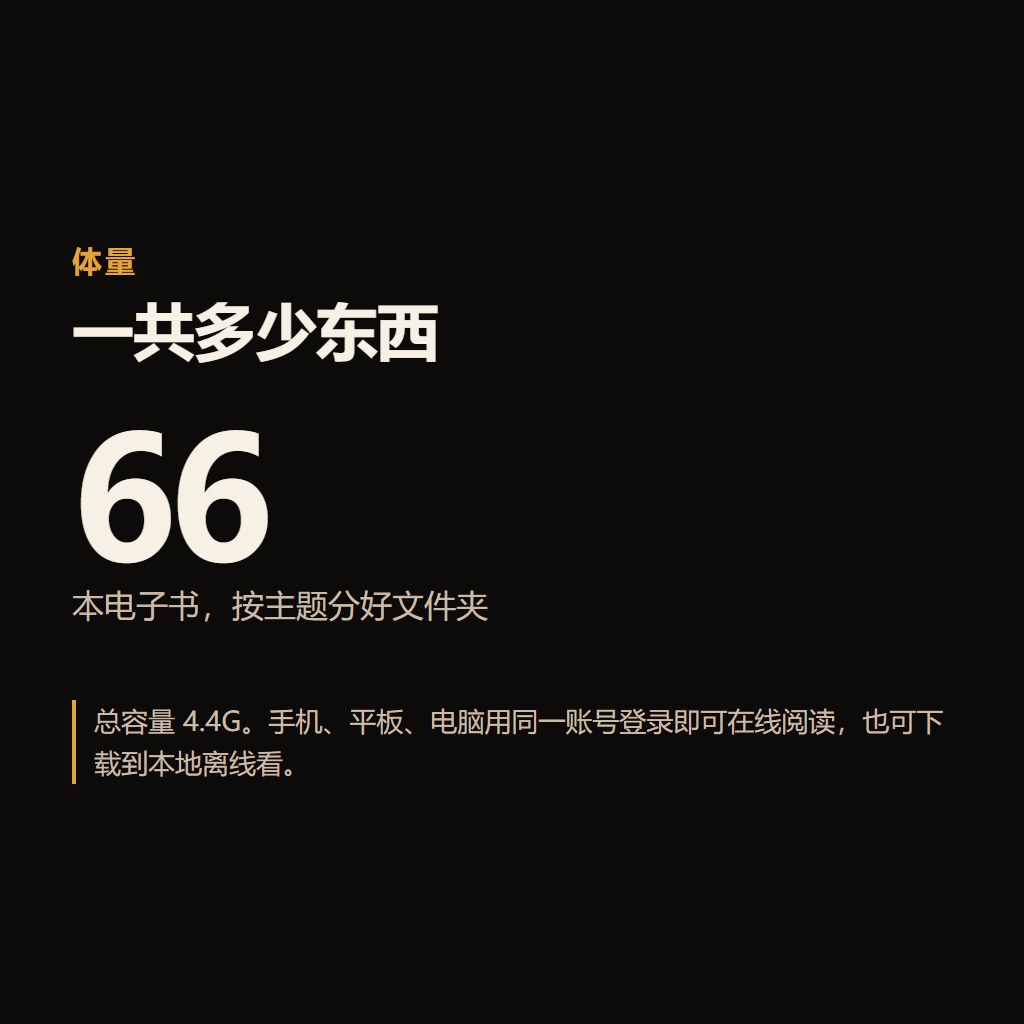 体量
一共多少东西
66
本电子书，按主题分好文件夹
总容量 4.4G。手机、平板、电脑用同一账号登录即可在线阅读，也可下
载到本地离线看。